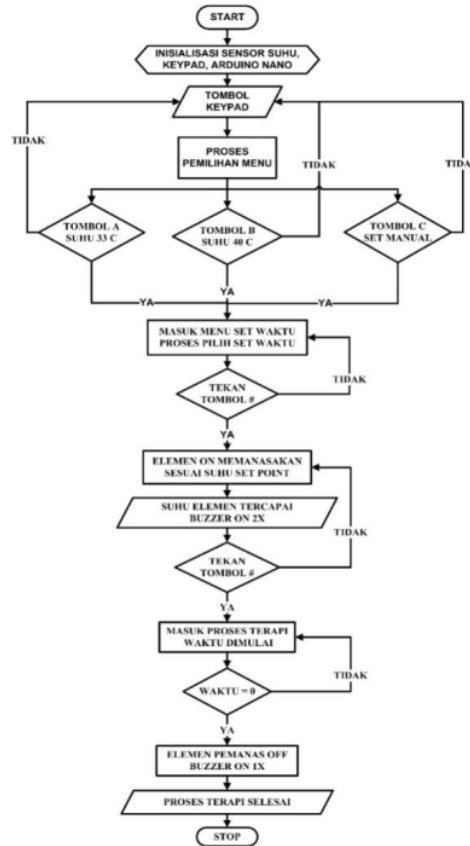 START
INISIALISASI SENSOR SUHU,
KEYPAD, ARDUINO NANO
TOMBOL
KEYPAD
TIDAK
TIDAK
TIDAK
PROSES
PEMILIHAN MENU
TOMBOL A
SUHU 33 C
TOMBOL B
SUHU 40 C
TOMBOL C
SET MANUAL
YA
YA
YA
MASUK MENU SET WAKTU
PROSES PILIH SET WAKTU
TEKAN
TOMBOL #
TIDAK
YA
ELEMEN ON MEMANASAKAN
SESUAI SUHU SET POINT
SUHU ELEMEN TERCAPAI
BUZZER ON 2X
TIDAK
TEKAN
TOMBOL #
YA
MASUK PROSES TERAPI
WAKTU DIMULAI
WAKTU = 0
TIDAK
YA
ELEMEN PEMANAS OFF
BUZZER ON 1X
PROSES TERAPI SELESAI
STOP